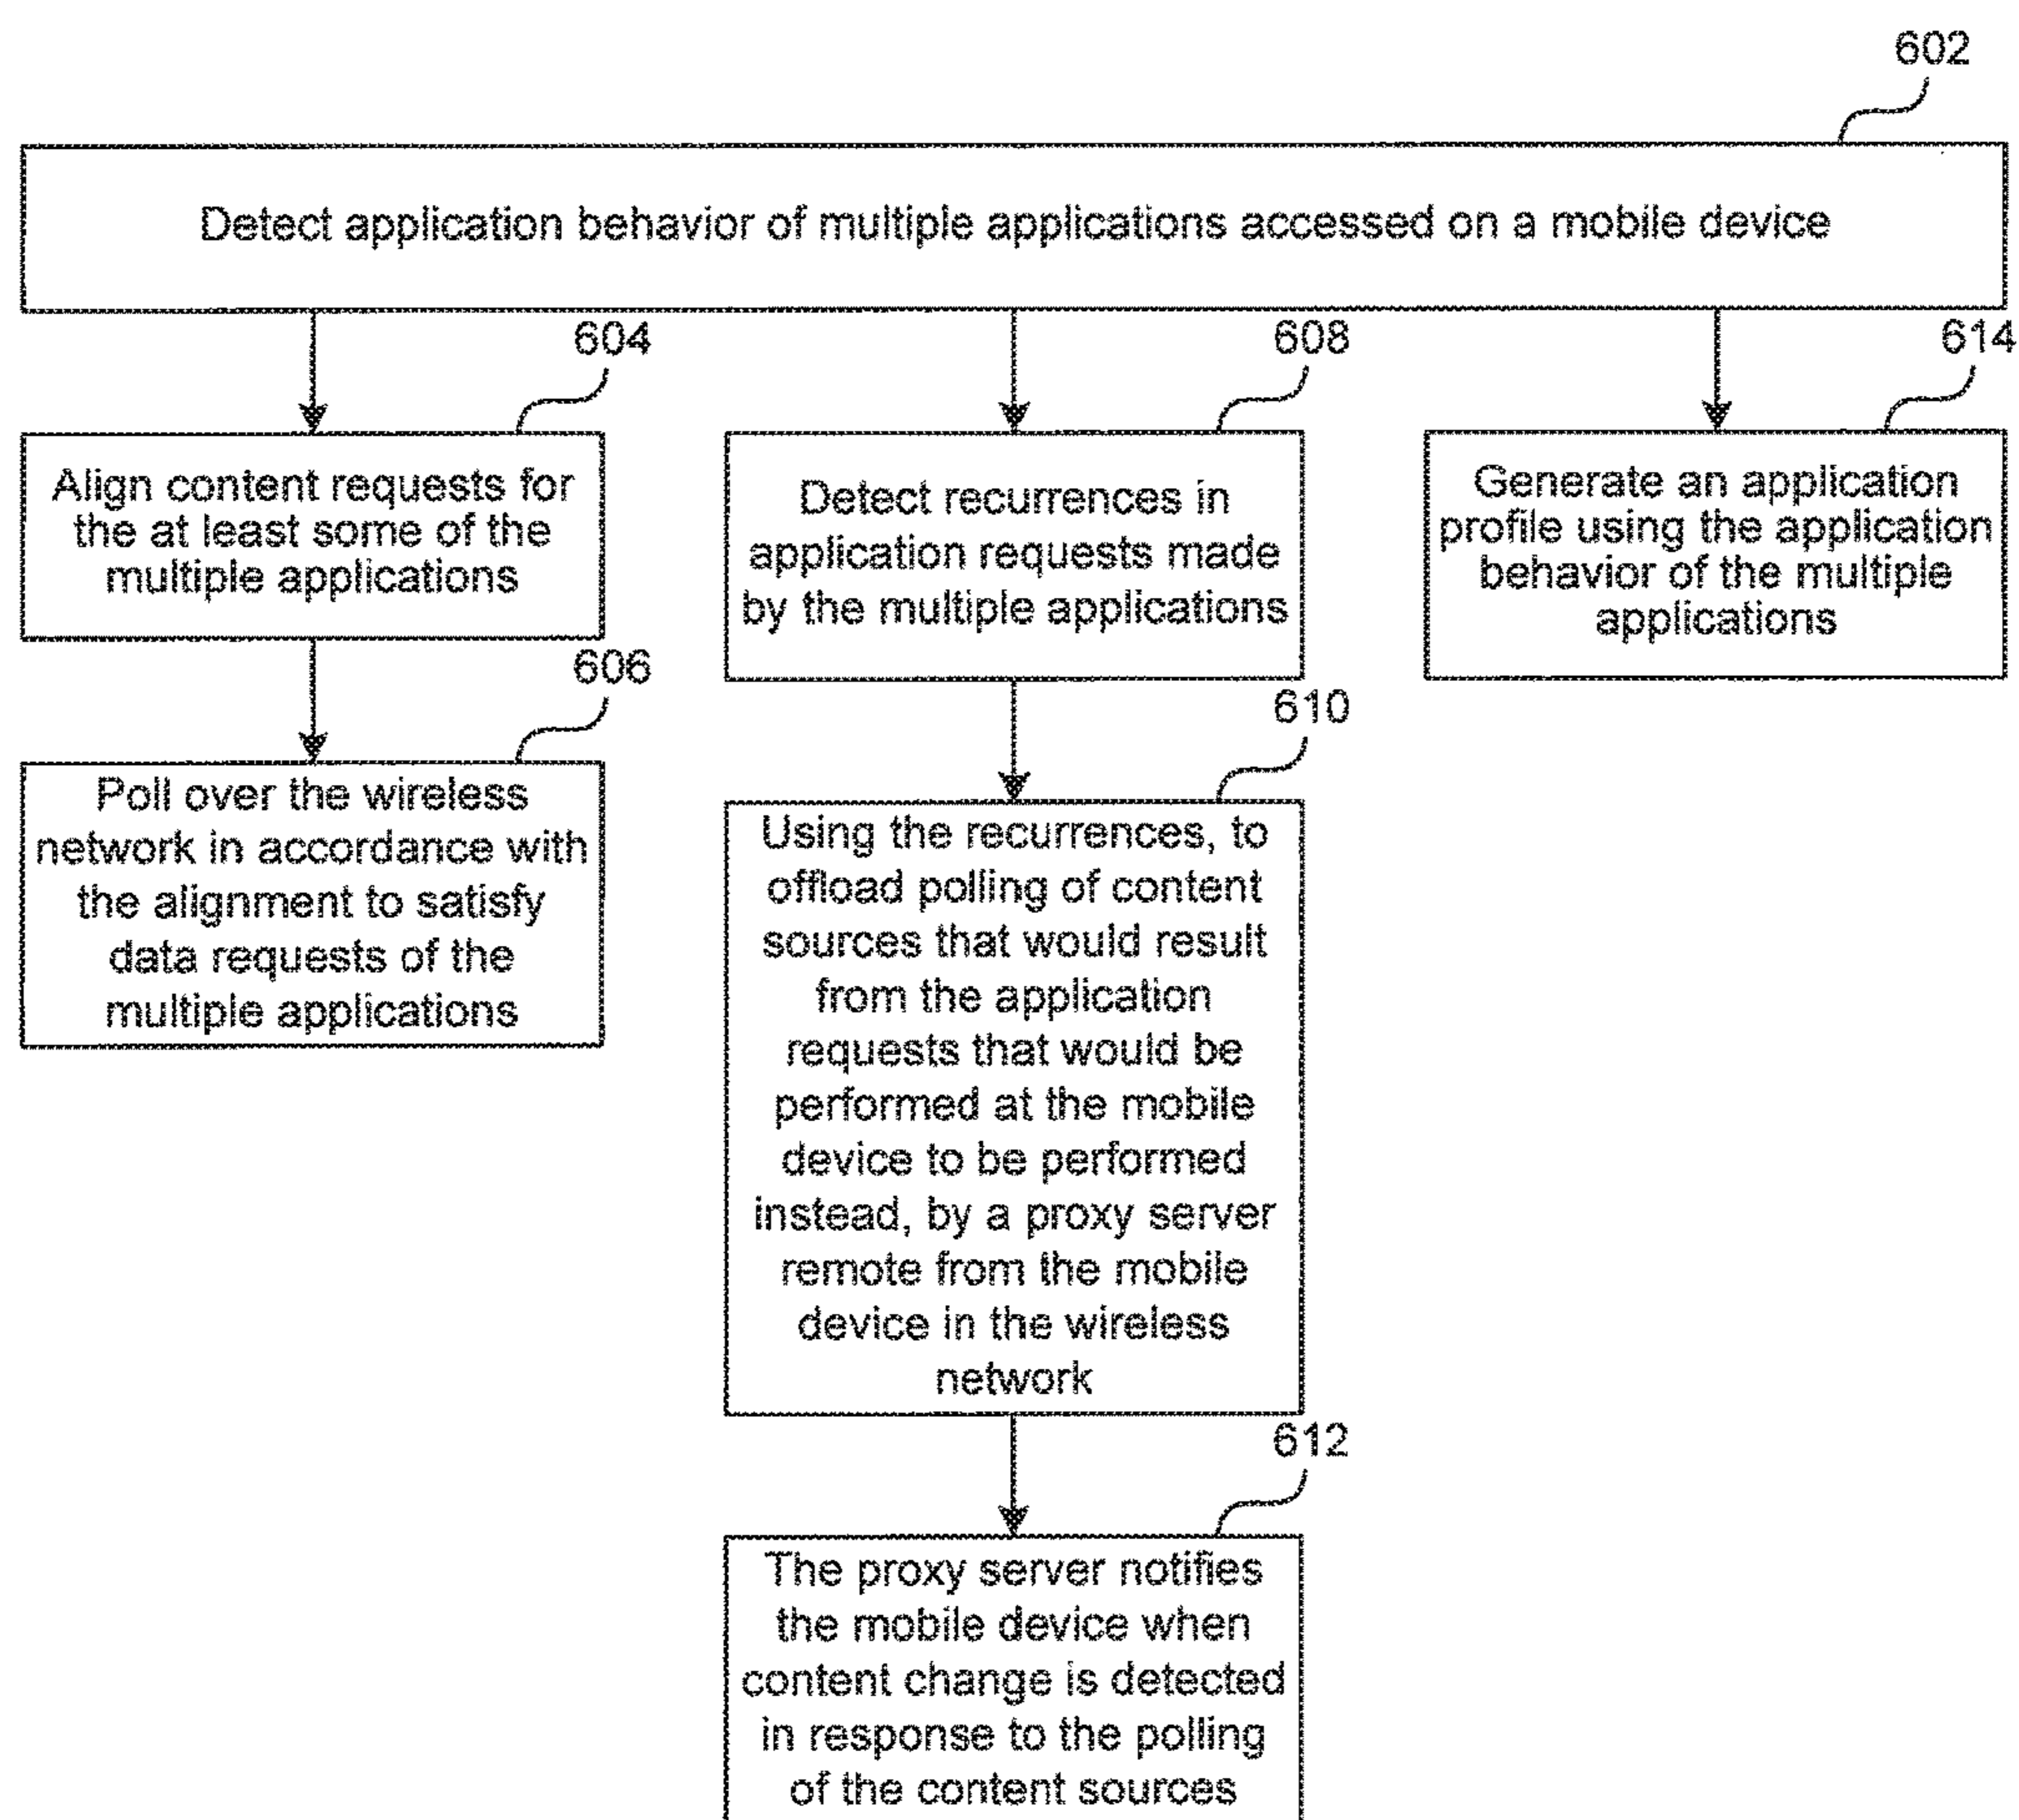 602
Detect application behavior of multiple applications accessed on a mobile device
604
Align content requests for
the at least some of the
multiple applications
606
Poll over the wireless
network in accordance with
the alignment to satisfy
data requests of the
multiple applications
608
Detect recurrences in
application requests made
by the multiple applications
610
Using the recurrences, to
offload polling of content
sources that would result
from the application
requests that would be
performed at the mobile
device to be performed
instead, by a proxy server
remote from the mobile
device in the wireless
network
612
The proxy server notifies
the mobile device when
content change is detected
in response to the polling
of the content sources
614
Generate an application
profile using the application
behavior of the multiple
applications